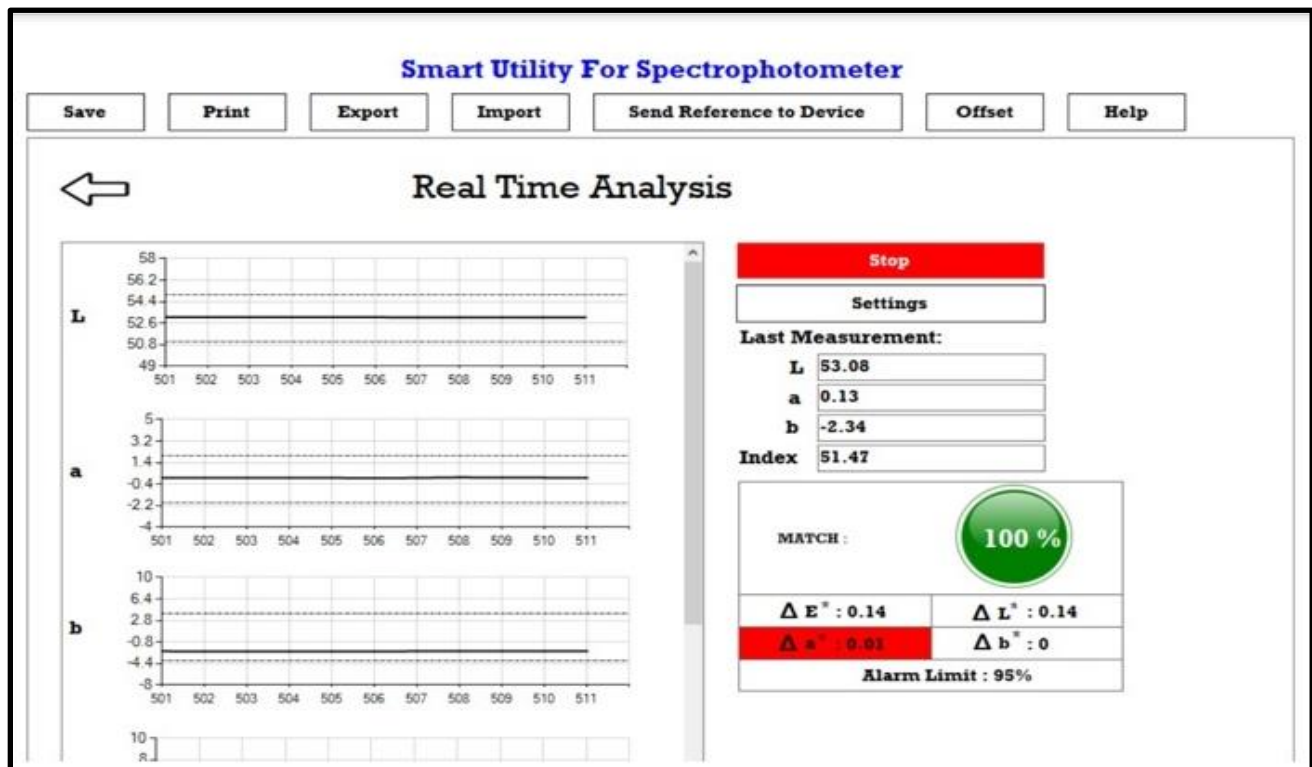 Smart Utility For Spectrophotometer
Save Print Export Import Send Reference to Device Offset Help
Real Time Analysis
L
58
56.2
54.4
52.6
50.8
49
501 502 503 504 505 506 507 508 509 510 511
a
5
3.2
1.4
-0.4
-2.2
-4
501 502 503 504 505 506 507 508 509 510 511
b
10
6.4
2.8
-0.8
-4.4
-8
501 502 503 504 505 506 507 508 509 510 511
10
8
Stop
Settings
Last Measurement:
L 53.08
a 0.13
b -2.34
Index 51.47
MATCH : 100 %
Δ E* : 0.14 Δ L* : 0.14
Δ a* : 0.01 Δ b* : 0
Alarm Limit : 95%